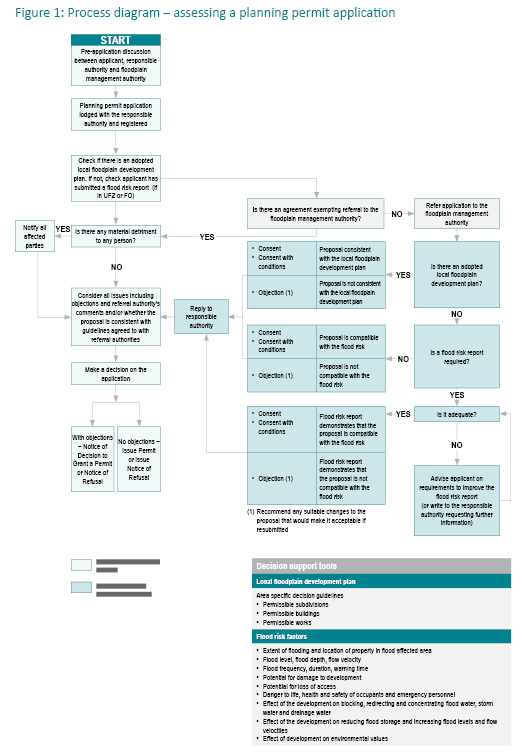 Figure 1: Process diagram – assessing a planning permit application
START
Pre-application discussion
between applicant, responsible
authority and floodplain
management authority
Planning permit application
lodged with the responsible
authority and registered
Check if there is an adopted
local floodplain development
plan. If not, check applicant has
submitted a flood risk report (if
in UFZ or FO)
Is there an agreement exempting referral to the
floodplain management authority?
NO
Refer application to the
floodplain management
authority
Notify all
affected
parties
YES
Is there any material detriment
to any person?
YES
NO
Consent
Consent with
conditions
Proposal consistent
with the local floodplain
development plan
Objection (1)
Proposal is not consistent
with the local floodplain
development plan
YES
Is there an adopted
local floodplain
development plan?
NO
Consider all issues including
objections and referral authority's
comments and/or whether the
proposal is consistent with
guidelines agreed to with
referral authorities
Reply to
responsible
authority
Consent
Consent with
conditions
Proposal is compatible
with the flood risk
Objection (1)
Proposal is not
compatible with the
flood risk
NO
Is a flood risk report
required?
YES
Make a decision on the
application
Consent
Consent with
conditions
Flood risk report
demonstrates that the
proposal is compatible
with the flood risk
Objection (1)
Flood risk report
demonstrates that
the proposal is not
compatible with the
flood risk
YES
Is it adequate?
NO
With objections
– Notice of
Decision to
Grant a Permit
or Notice of
Refusal
No objections –
Issue Permit
or Issue
Notice of
Refusal
Advise applicant on
requirements to improve the
flood risk report
(or write to the responsible
authority requesting further
information)
(1) Recommend any suitable changes to the
proposal that would make it acceptable if
resubmitted
Decision support tools
Local floodplain development plan
Area specific decision guidelines
• Permissible subdivisions
• Permissible buildings
• Permissible works
Flood risk factors
• Extent of flooding and location of property in flood affected area
• Flood level, flood depth, flow velocity
• Flood frequency, duration, warning time
• Potential for damage to development
• Potential for loss of access
• Danger to life, health and safety of occupants and emergency personnel
• Effect of the development on blocking, redirecting and concentrating flood water, storm
water and drainage water
• Effect of the development on reducing flood storage and increasing flood levels and flow
velocities
• Effect of development on environmental values